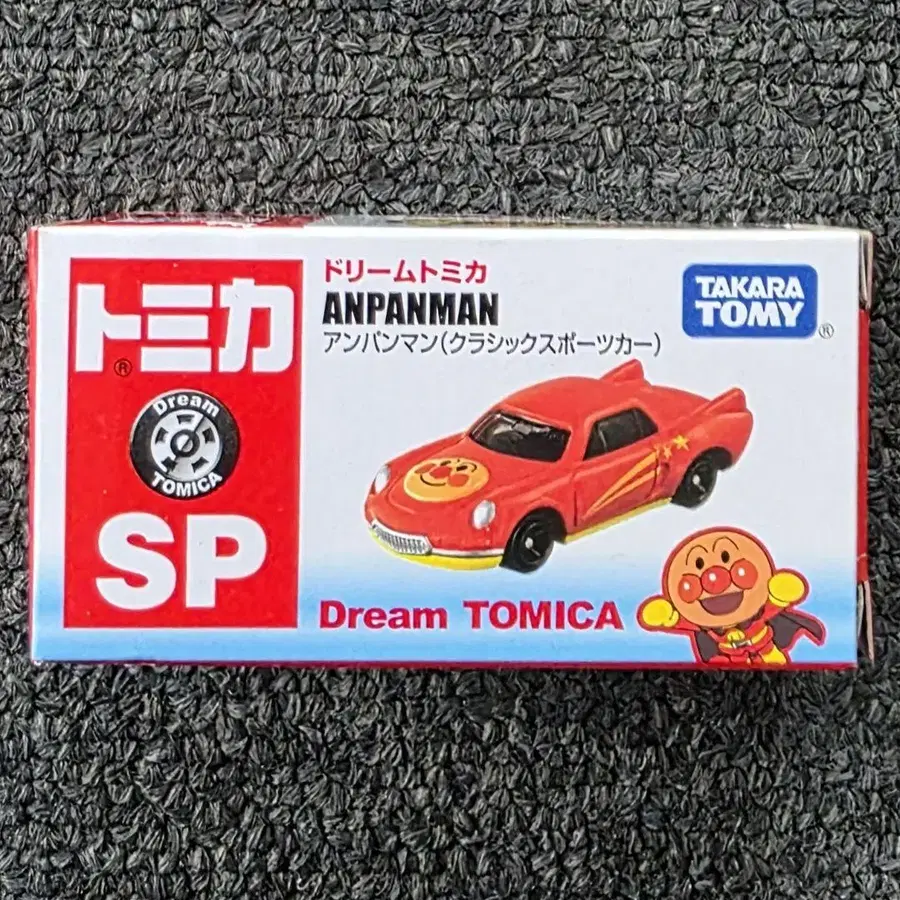 トミカ
®
Dream
TOMICA
SP
ドリームトミカ
ANPANMAN
アンパンマン(クラシックスポーツカー)
TAKARA
TOMY
®
Dream TOMICA